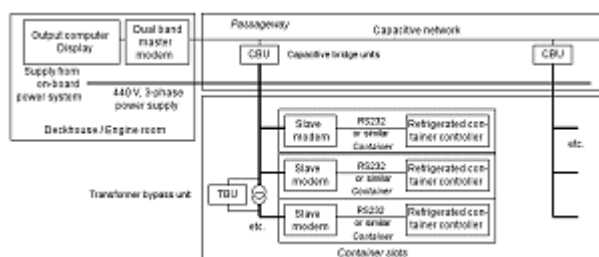 Passageway
Capacitive network
Output computer
Display
Dual band
master
modem
CBU
Capacitive bridge units
CBU
Supply from
on-board
power system
440 V, 3-phase
power supply
Deckhouse / Engine room
Slave
modem
RS232
or similar
Container
Refrigerated con-
tainer controller
etc.
Slave
modem
RS232
or similar
Container
Refrigerated con-
tainer controller
Transformer bypass unit
TBU
Slave
modem
RS232
or similar
Container
Refrigerated con-
tainer controller
etc.
Container slots